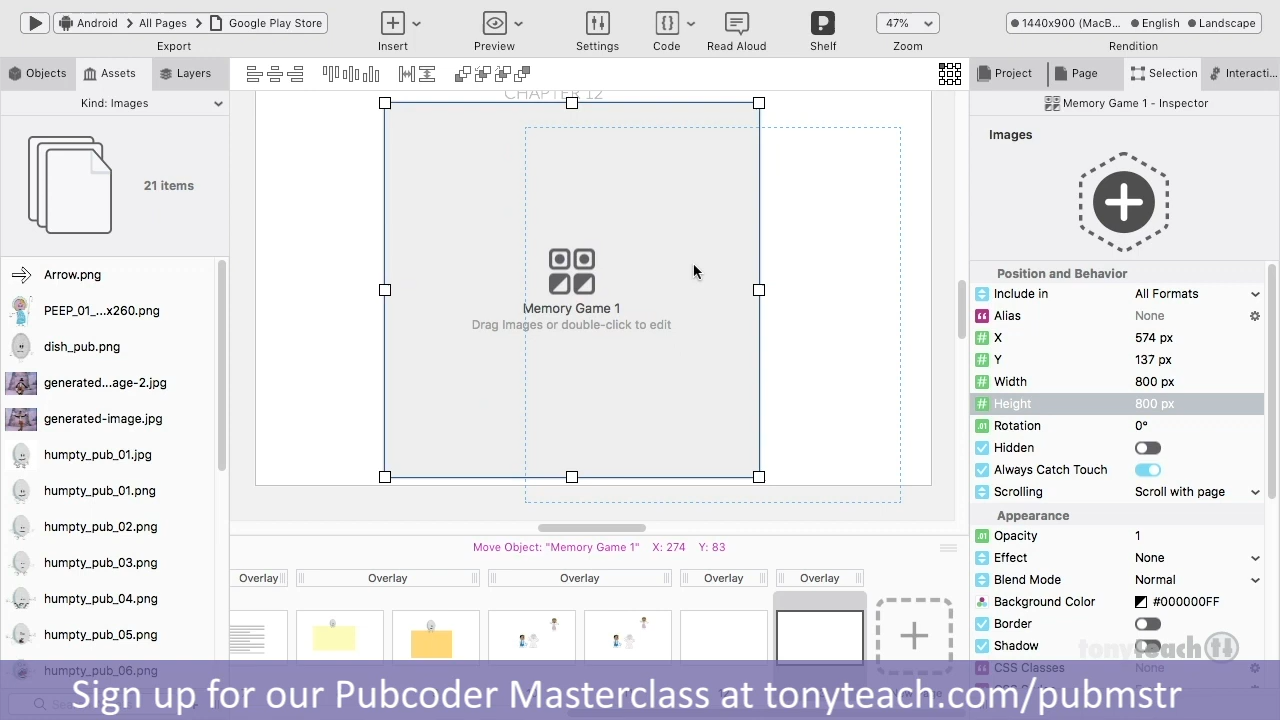 Android > All Pages > Google Play Store
Export
Insert
Preview
Settings
Code
Read Aloud
Shelf
47%
Zoom
1440x900 (MacB... English Landscape
Rendition
Objects Assets Layers
Project Page Selection Interacti...
Kind: Images
21 items
Arrow.png
PEEP_01_...x260.png
dish_pub.png
generated...age-2.jpg
generated-image.jpg
humpty_pub_01.jpg
humpty_pub_01.png
humpty_pub_02.png
humpty_pub_03.png
humpty_pub_04.png
humpty_pub_05.png
humpty_pub_06.png
CHAPTER 12
Memory Game 1
Drag Images or double-click to edit
Move Object: "Memory Game 1" X: 274 Y: 83
Overlay Overlay Overlay Overlay Overlay
Memory Game 1 - Inspector
Images
Position and Behavior
Include in All Formats
Alias None
X 574 px
Y 137 px
Width 800 px
Height 800 px
Rotation 0°
Hidden
Always Catch Touch
Scrolling Scroll with page
Appearance
Opacity 1
Effect None
Blend Mode Normal
Background Color #000000FF
Border
Shadow
tonyteach
CSS Classes None
Sign up for our Pubcoder Masterclass at tonyteach.com/pubmstr